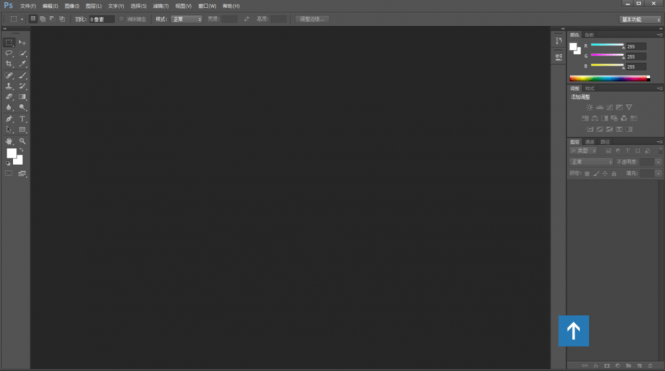 Ps 文件(F) 编辑(E) 图像(I) 图层(L) 文字(Y) 选择(S) 滤镜(T) 视图(V) 窗口(W) 帮助(H)
羽化: 0 像素 消除锯齿 样式: 正常 宽度: 高度: 调整边缘... 基本功能
颜色 色板
R 255
G 255
B 255
调整 样式
添加调整
图层 通道 路径
类型
正常 不透明度:
锁定: 填充: